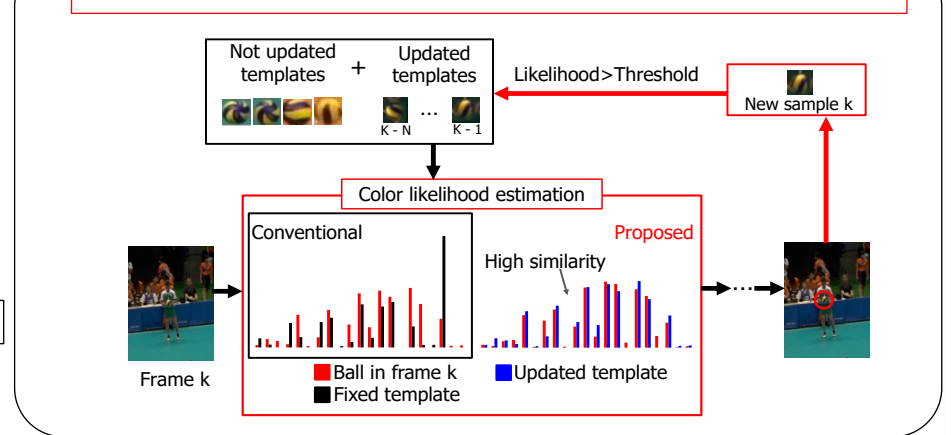 Not updated
templates
+
Updated
templates
K - N
...
K - 1
Likelihood>Threshold
New sample k
Color likelihood estimation
Conventional
Proposed
High similarity
...
Frame k
Ball in frame k
Updated template
Fixed template